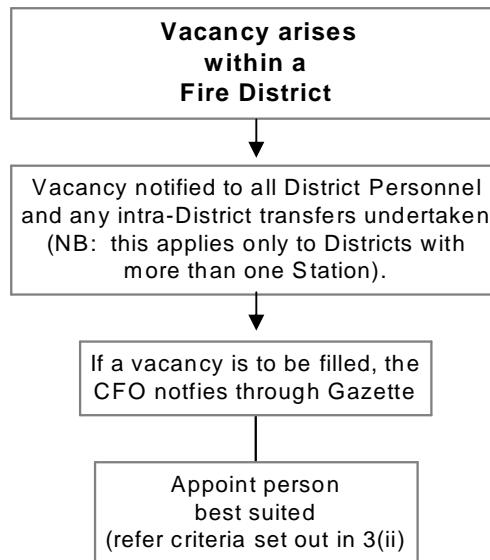 Vacancy arises
within a
Fire District
Vacancy notified to all District Personnel
and any intra-District transfers undertaken
(NB: this applies only to Districts with
more than one Station).
If a vacancy is to be filled, the
CFO notfies through Gazette
Appoint person
best suited
(refer criteria set out in 3(ii)